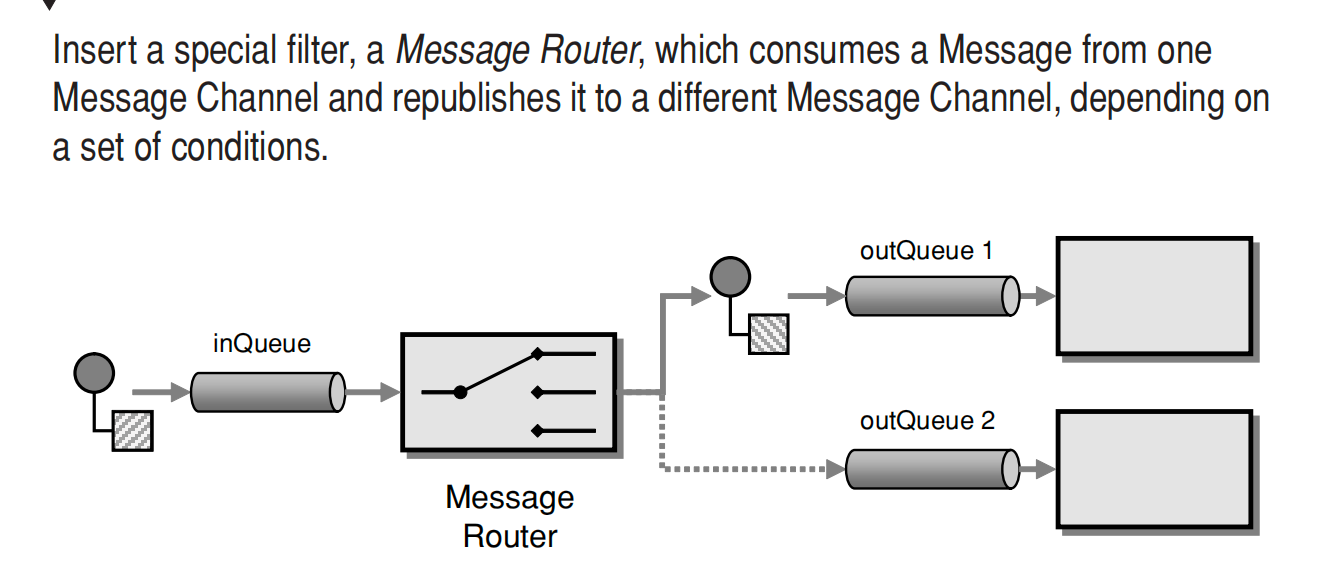 Insert a special filter, a Message Router, which consumes a Message from one
Message Channel and republishes it to a different Message Channel, depending on
a set of conditions.
outQueue 1
inQueue
outQueue 2
Message
Router